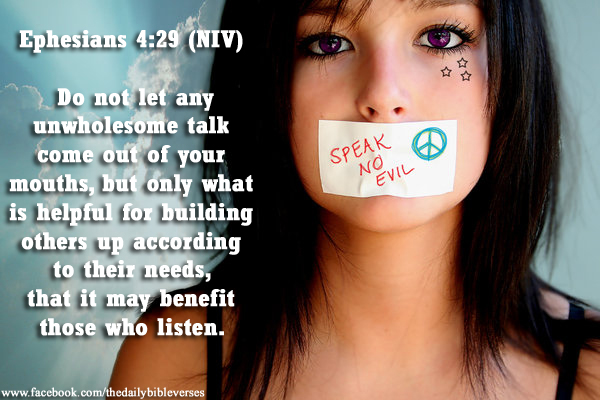 Ephesians 4:29 (NIV)
Do not let any
unwholesome talk
come out of your
mouths, but only what
is helpful for building
others up according
to their needs,
that it may benefit
those who listen.
SPEAK
NO
EVIL
www.facebook.com/thedailybibleverses